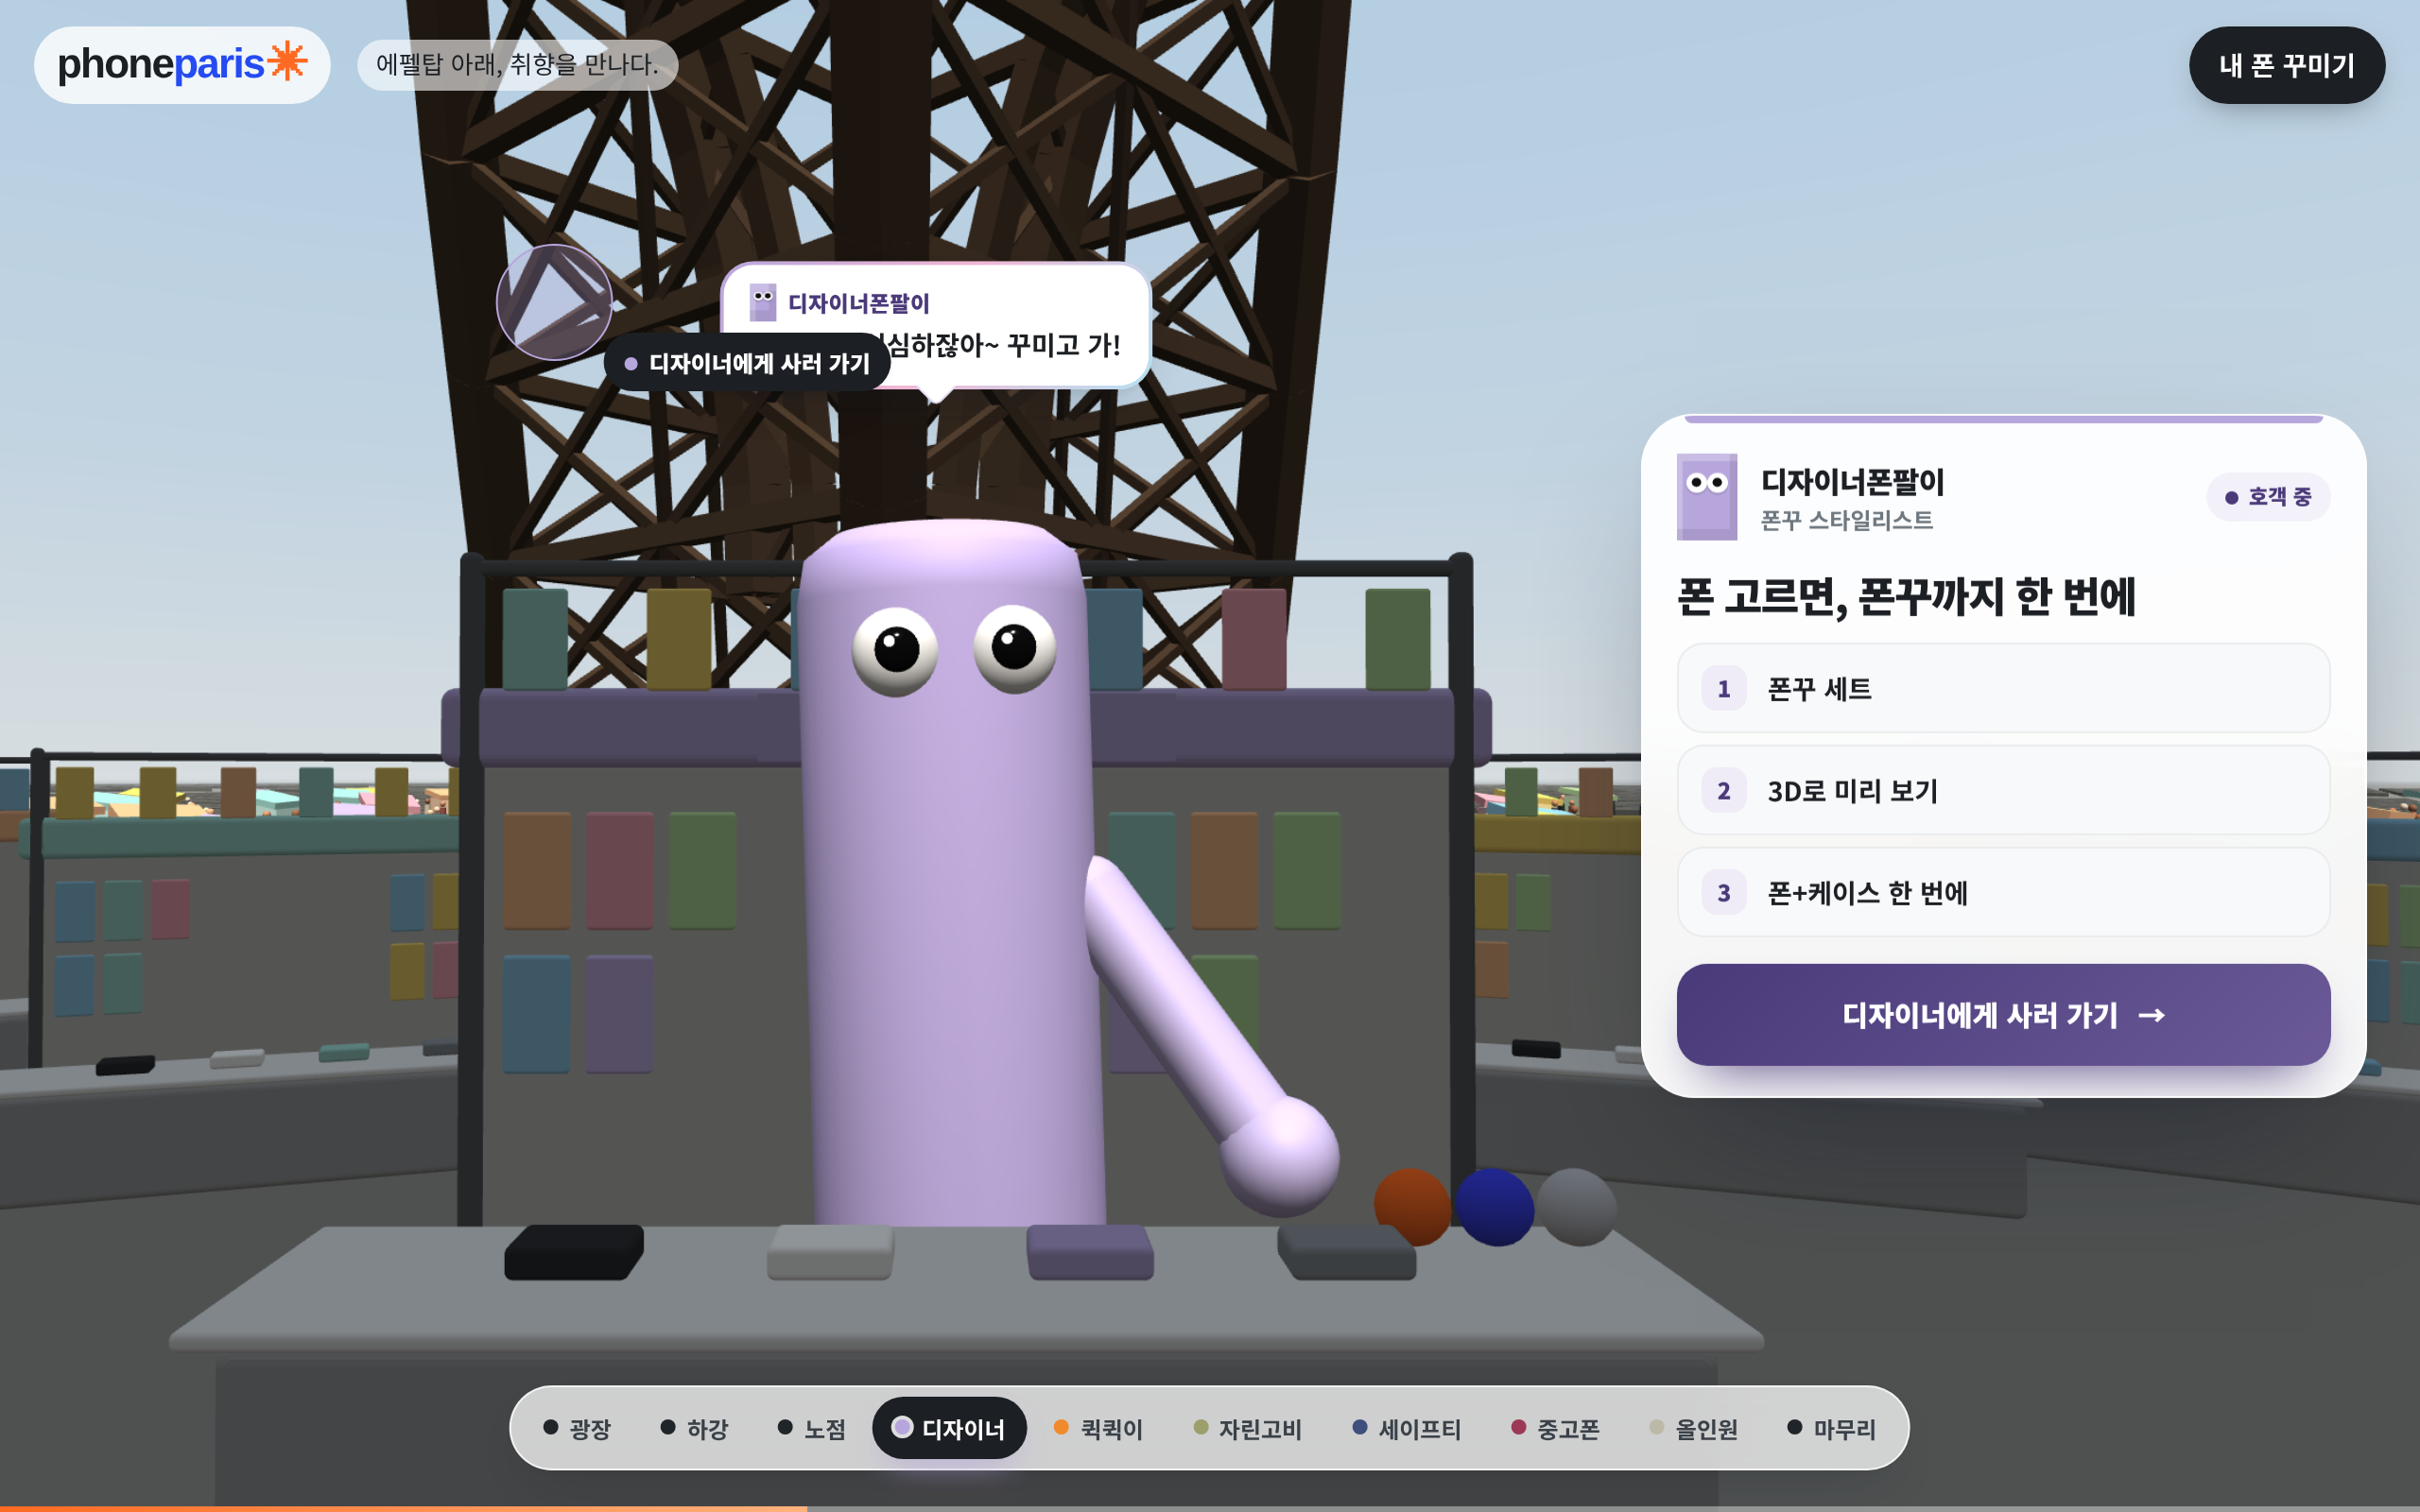 phoneparis
에펠탑 아래, 취향을 만나다.
내 폰 꾸미기
디자이너폰팔이
심하잖아~ 꾸미고 가!
디자이너에게 사러 가기
디자이너폰팔이
폰꾸 스타일리스트
호객 중
폰 고르면, 폰꾸까지 한 번에
1 폰꾸 세트
2 3D로 미리 보기
3 폰+케이스 한 번에
디자이너에게 사러 가기 →
광장 하강 노점 디자이너 퀵퀵이 자린고비 세이프티 중고폰 올인원 마무리